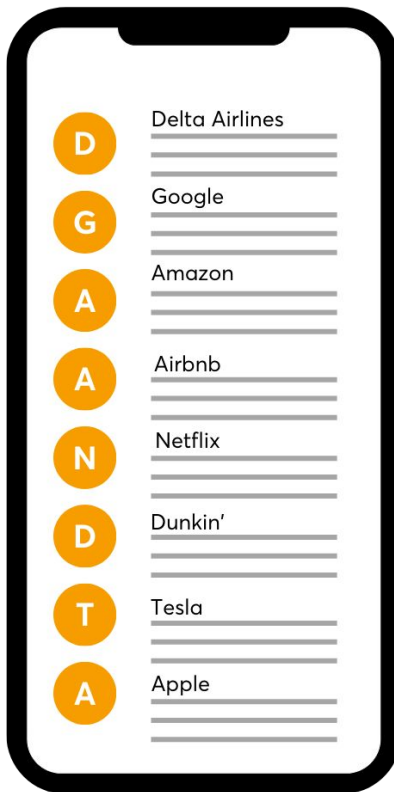 D Delta Airlines
G Google
A Amazon
A Airbnb
N Netflix
D Dunkin'
T Tesla
A Apple